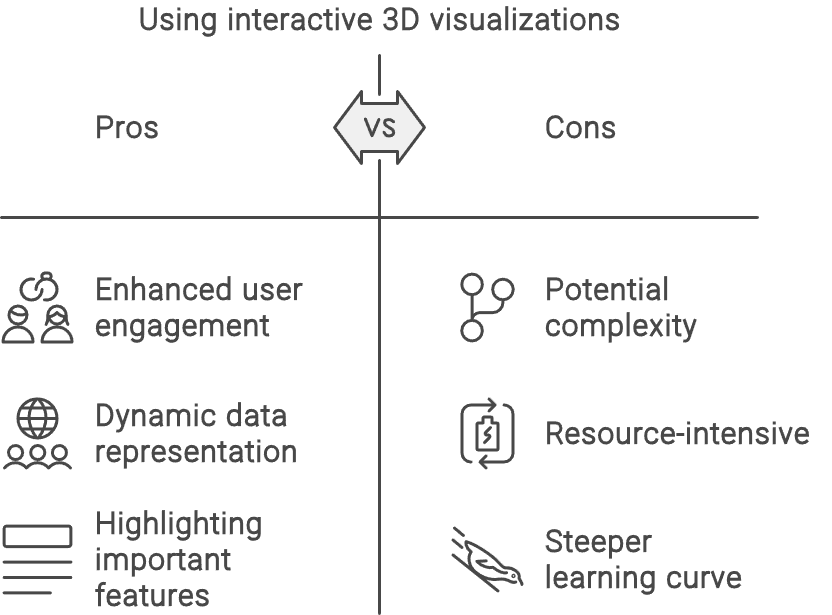 Using interactive 3D visualizations
Pros
VS
Cons
Enhanced user
engagement
Dynamic data
representation
Highlighting
important
features
Potential
complexity
Resource-intensive
Steeper
learning curve